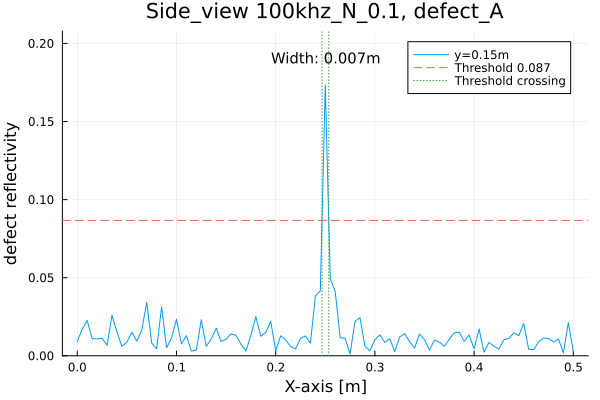 Side_view 100khz_N_0.1, defect_A
0.20
Width: 0.007m
y=0.15m
Threshold 0.087
Threshold crossing
0.15
0.10
0.05
0.00
defect reflectivity
0.0 0.1 0.2 0.3 0.4 0.5
X-axis [m]